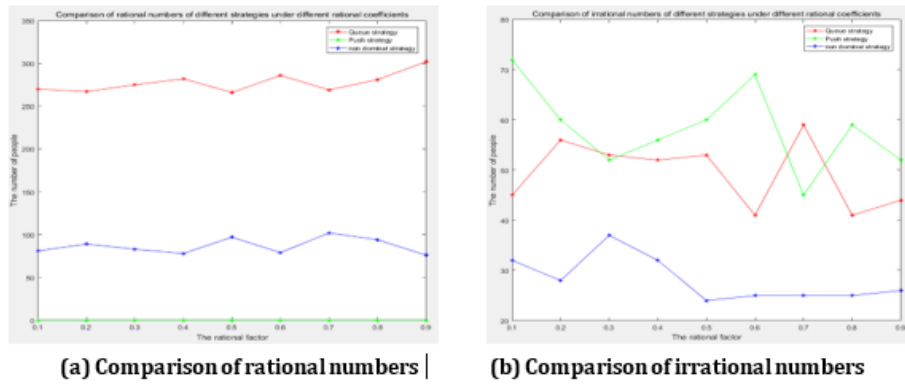 Comparison of rational numbers of different strategies under different rational coefficients
Queue strategy
Push strategy
non dominat strategy
350
300
250
200
150
100
50
0
The number of people
0.1 0.2 0.3 0.4 0.5 0.6 0.7 0.8 0.9
The rational factor
(a) Comparison of rational numbers
Comparison of irrational numbers of different strategies under different rational coefficients
Queue strategy
Push strategy
non dominat strategy
80
70
60
50
40
30
20
The number of people
0.1 0.2 0.3 0.4 0.5 0.6 0.7 0.8 0.9
The rational factor
(b) Comparison of irrational numbers